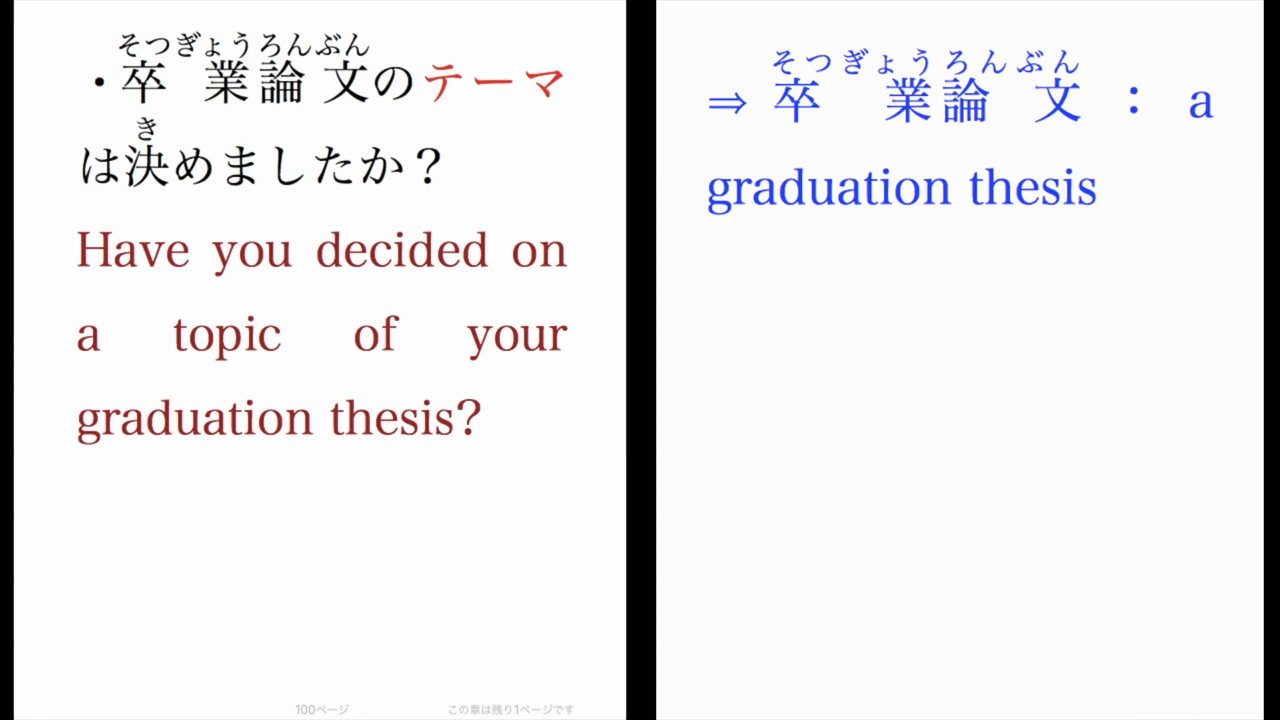 そつぎょうろんぶん
・卒業論文のテーマ
き
は決めましたか？
Have you decided on
a topic of your
graduation thesis?
100ページ
この章は残り1ページです
そつぎょうろんぶん
⇒ 卒業論文：a
graduation thesis